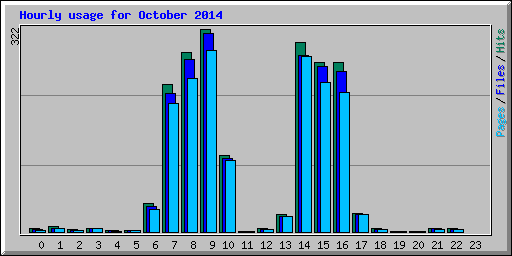 Hourly usage for October 2014
322
Pages / Files / Hits
0 1 2 3 4 5 6 7 8 9 10 11 12 13 14 15 16 17 18 19 20 21 22 23